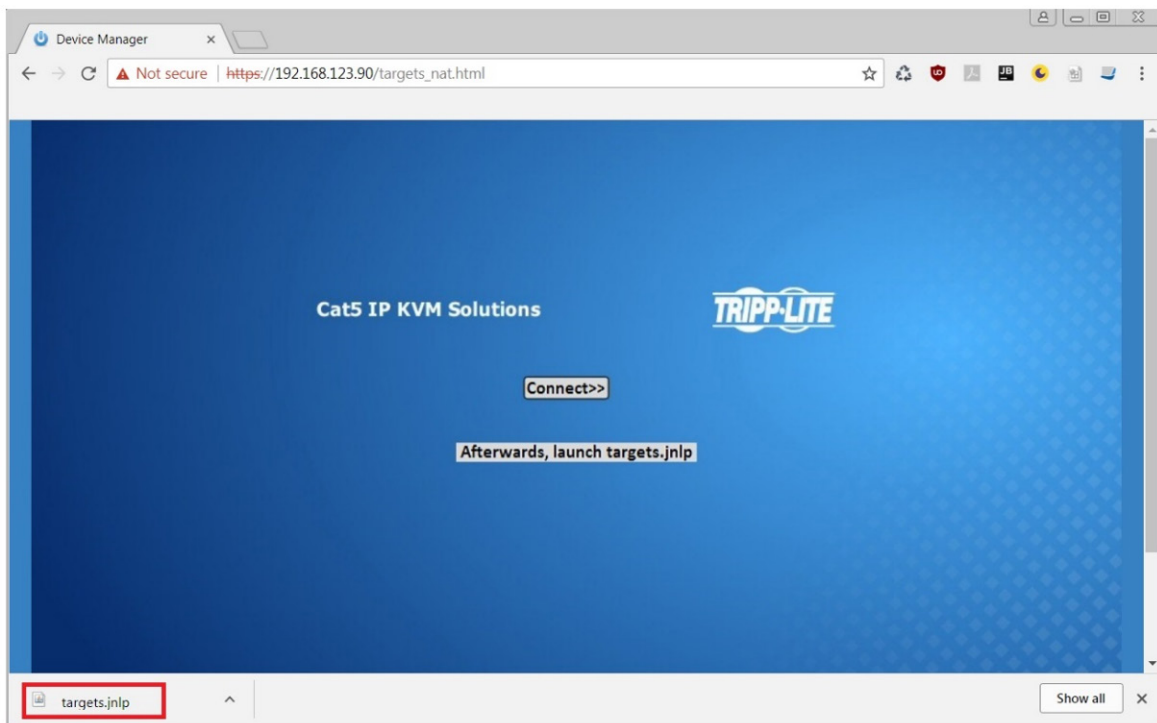 Device Manager
Not secure
https://192.168.123.90/targets_nat.html
JB
Cat5 IP KVM Solutions
TRIPP·LITE
Connect>>
Afterwards, launch targets.jnlp
targets.jnlp
Show all